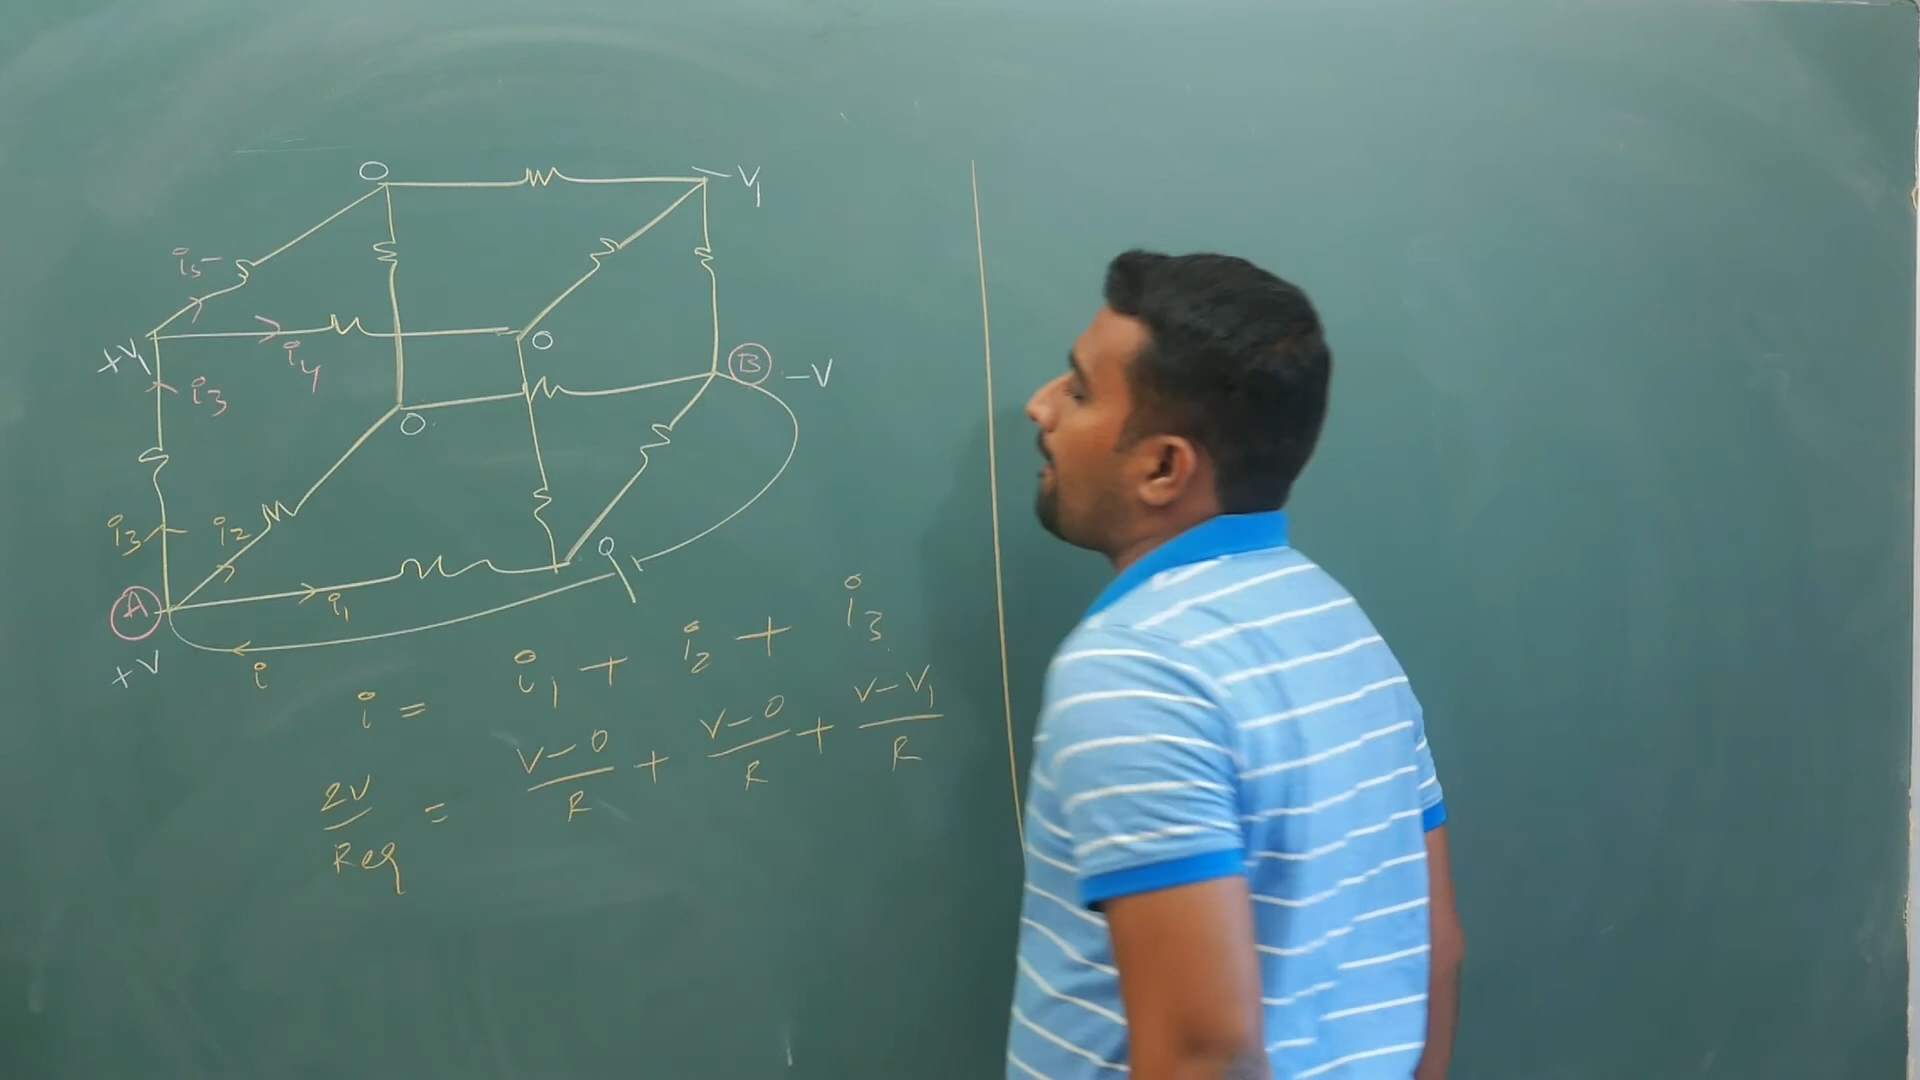 0
- V1
i5
0
+V1
i4
B -V
i3
0
i3
i2
0
i1
A
+V
i
i = i1 + i2 + i3
2V/Req = V-0/R + V-0/R + V-V1/R